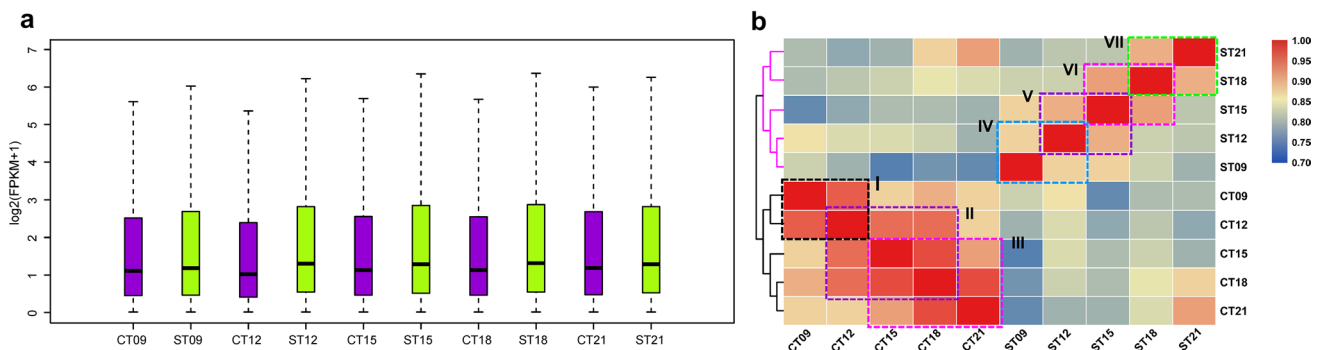 a
log2(FPKM+1)
7
6
5
4
3
2
1
0
CT09 ST09 CT12 ST12 CT15 ST15 CT18 ST18 CT21 ST21
b
VII
VI
V
IV
I
II
III
ST21
ST18
ST15
ST12
ST09
CT09
CT12
CT15
CT18
CT21
CT09 CT12 CT15 CT18 CT21 ST09 ST12 ST15 ST18 ST21
1.00
0.95
0.90
0.85
0.80
0.75
0.70